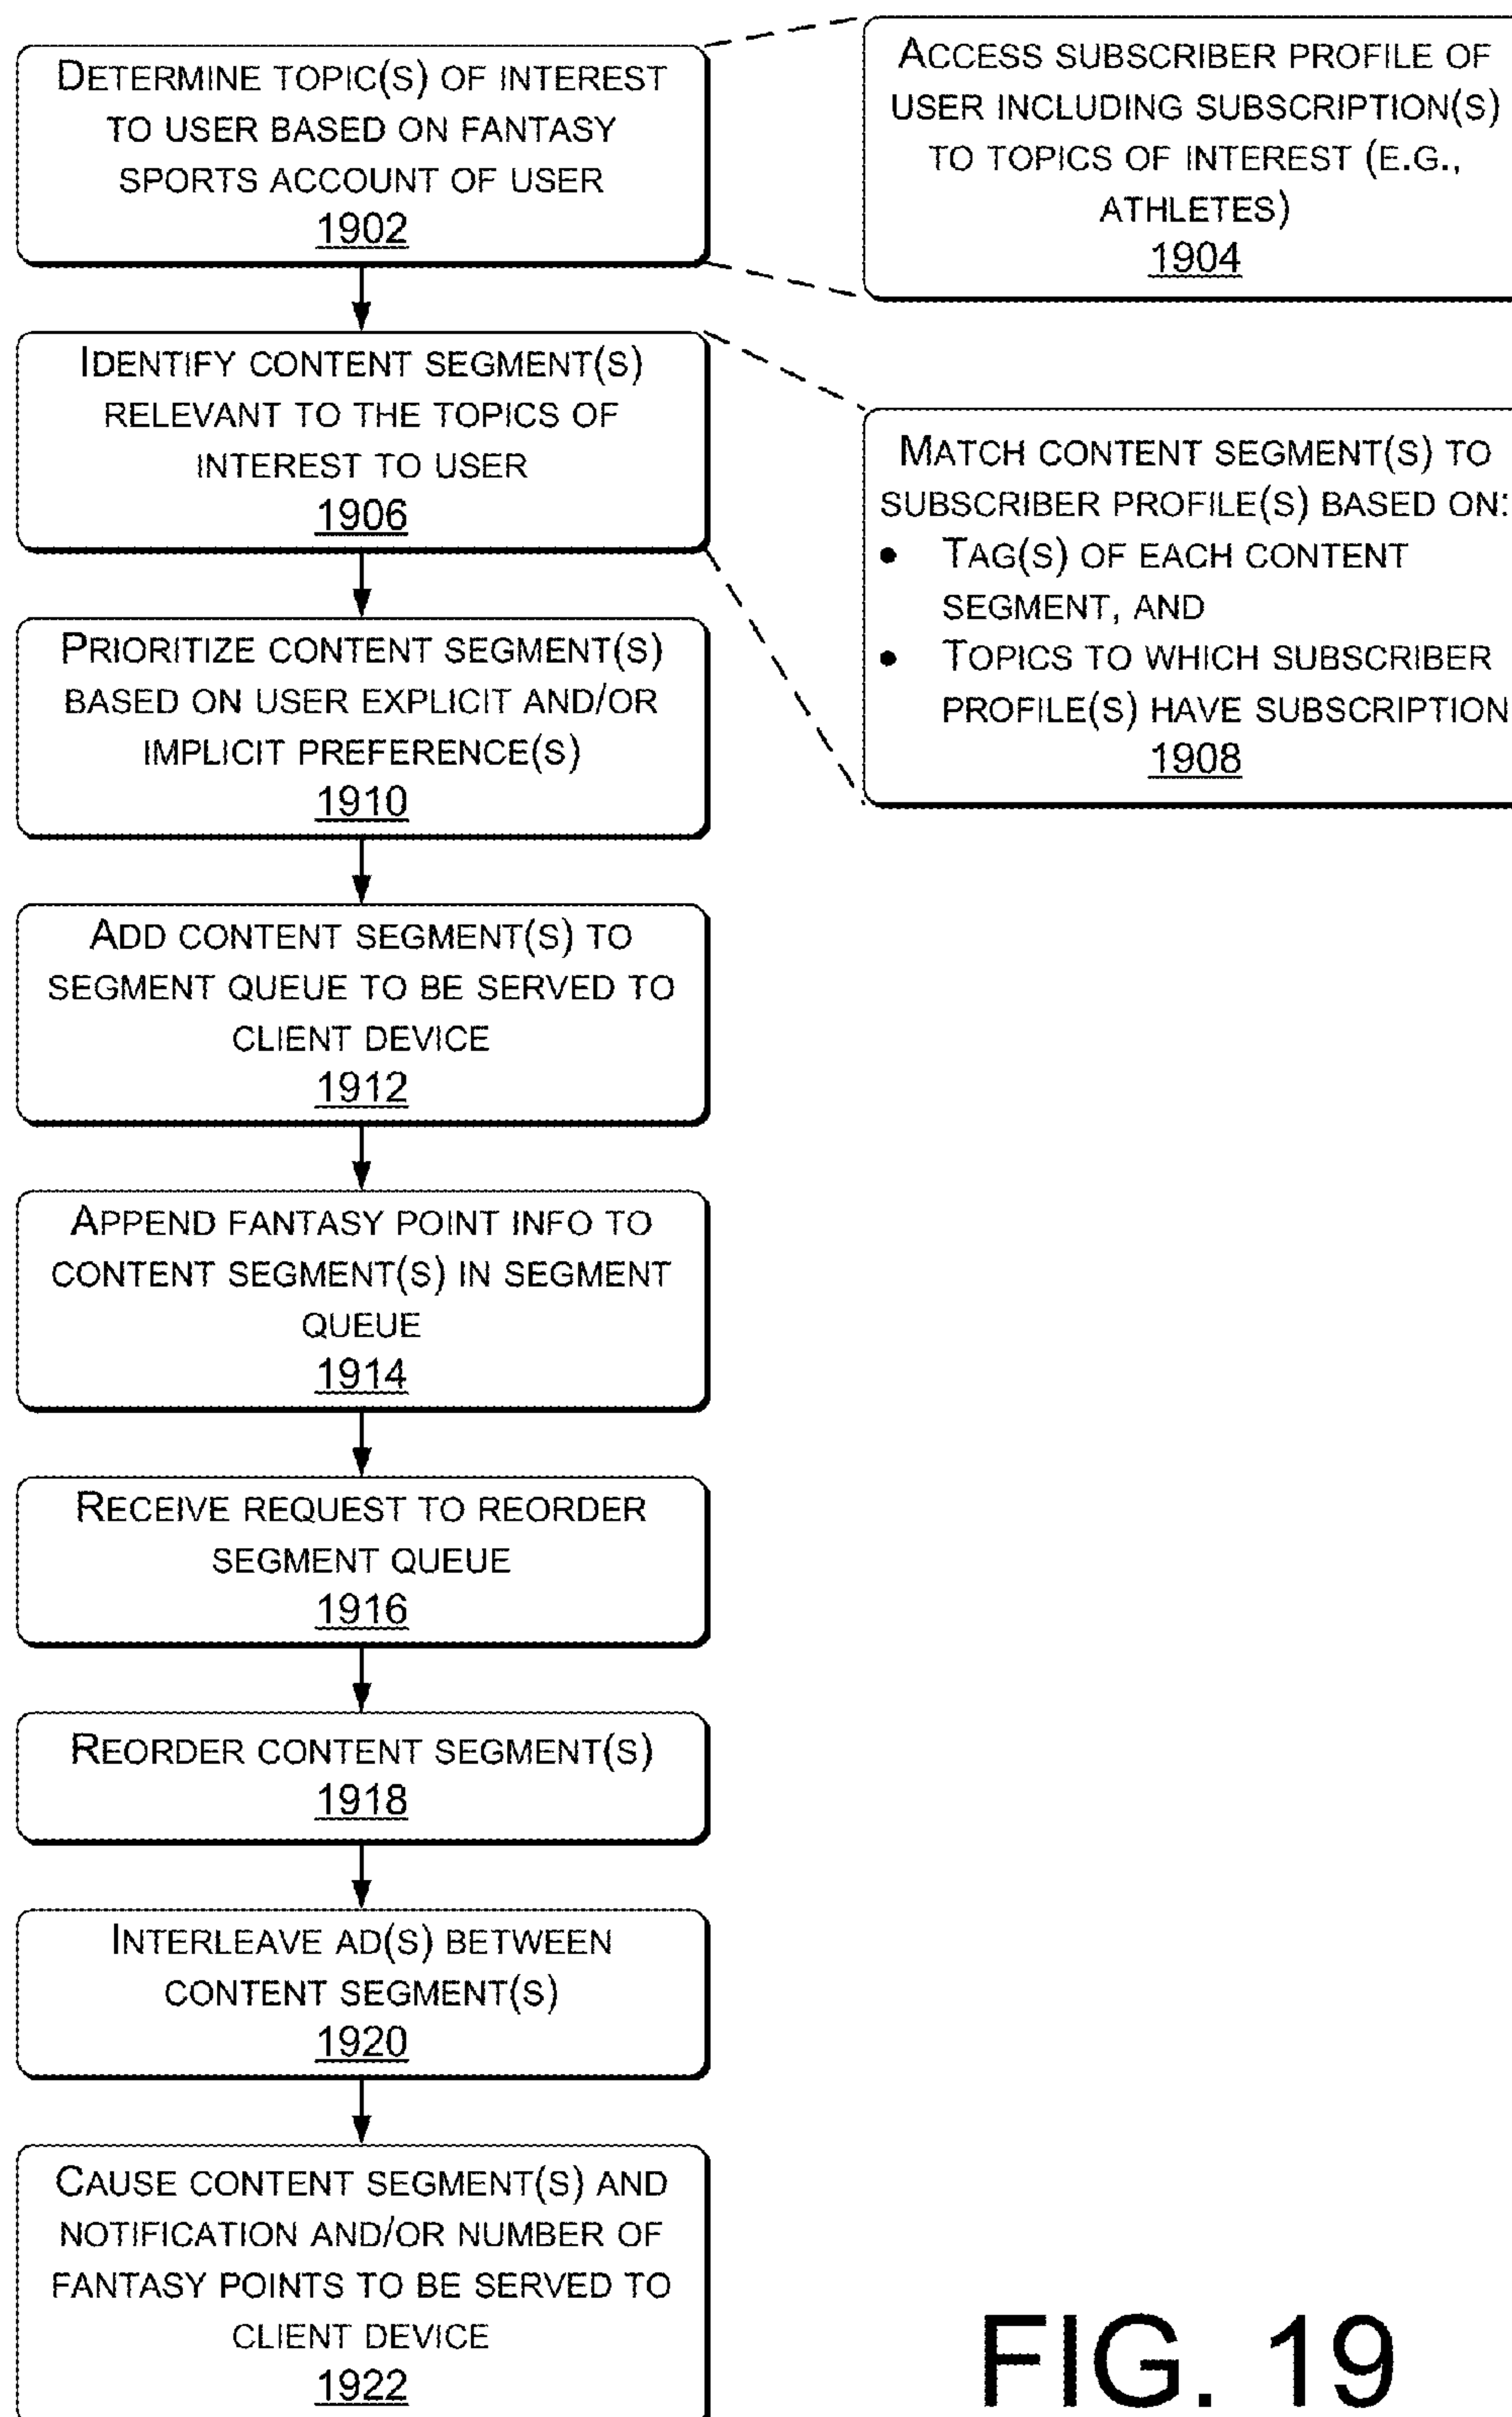 DETERMINE TOPIC(S) OF INTEREST
TO USER BASED ON FANTASY
SPORTS ACCOUNT OF USER
1902
ACCESS SUBSCRIBER PROFILE OF
USER INCLUDING SUBSCRIPTION(S)
TO TOPICS OF INTEREST (E.G.,
ATHLETES)
1904
IDENTIFY CONTENT SEGMENT(S)
RELEVANT TO THE TOPICS OF
INTEREST TO USER
1906
MATCH CONTENT SEGMENT(S) TO
SUBSCRIBER PROFILE(S) BASED ON:
• TAG(S) OF EACH CONTENT
SEGMENT, AND
• TOPICS TO WHICH SUBSCRIBER
PROFILE(S) HAVE SUBSCRIPTION
1908
PRIORITIZE CONTENT SEGMENT(S)
BASED ON USER EXPLICIT AND/OR
IMPLICIT PREFERENCE(S)
1910
ADD CONTENT SEGMENT(S) TO
SEGMENT QUEUE TO BE SERVED TO
CLIENT DEVICE
1912
APPEND FANTASY POINT INFO TO
CONTENT SEGMENT(S) IN SEGMENT
QUEUE
1914
RECEIVE REQUEST TO REORDER
SEGMENT QUEUE
1916
REORDER CONTENT SEGMENT(S)
1918
INTERLEAVE AD(S) BETWEEN
CONTENT SEGMENT(S)
1920
CAUSE CONTENT SEGMENT(S) AND
NOTIFICATION AND/OR NUMBER OF
FANTASY POINTS TO BE SERVED TO
CLIENT DEVICE
1922
FIG. 19